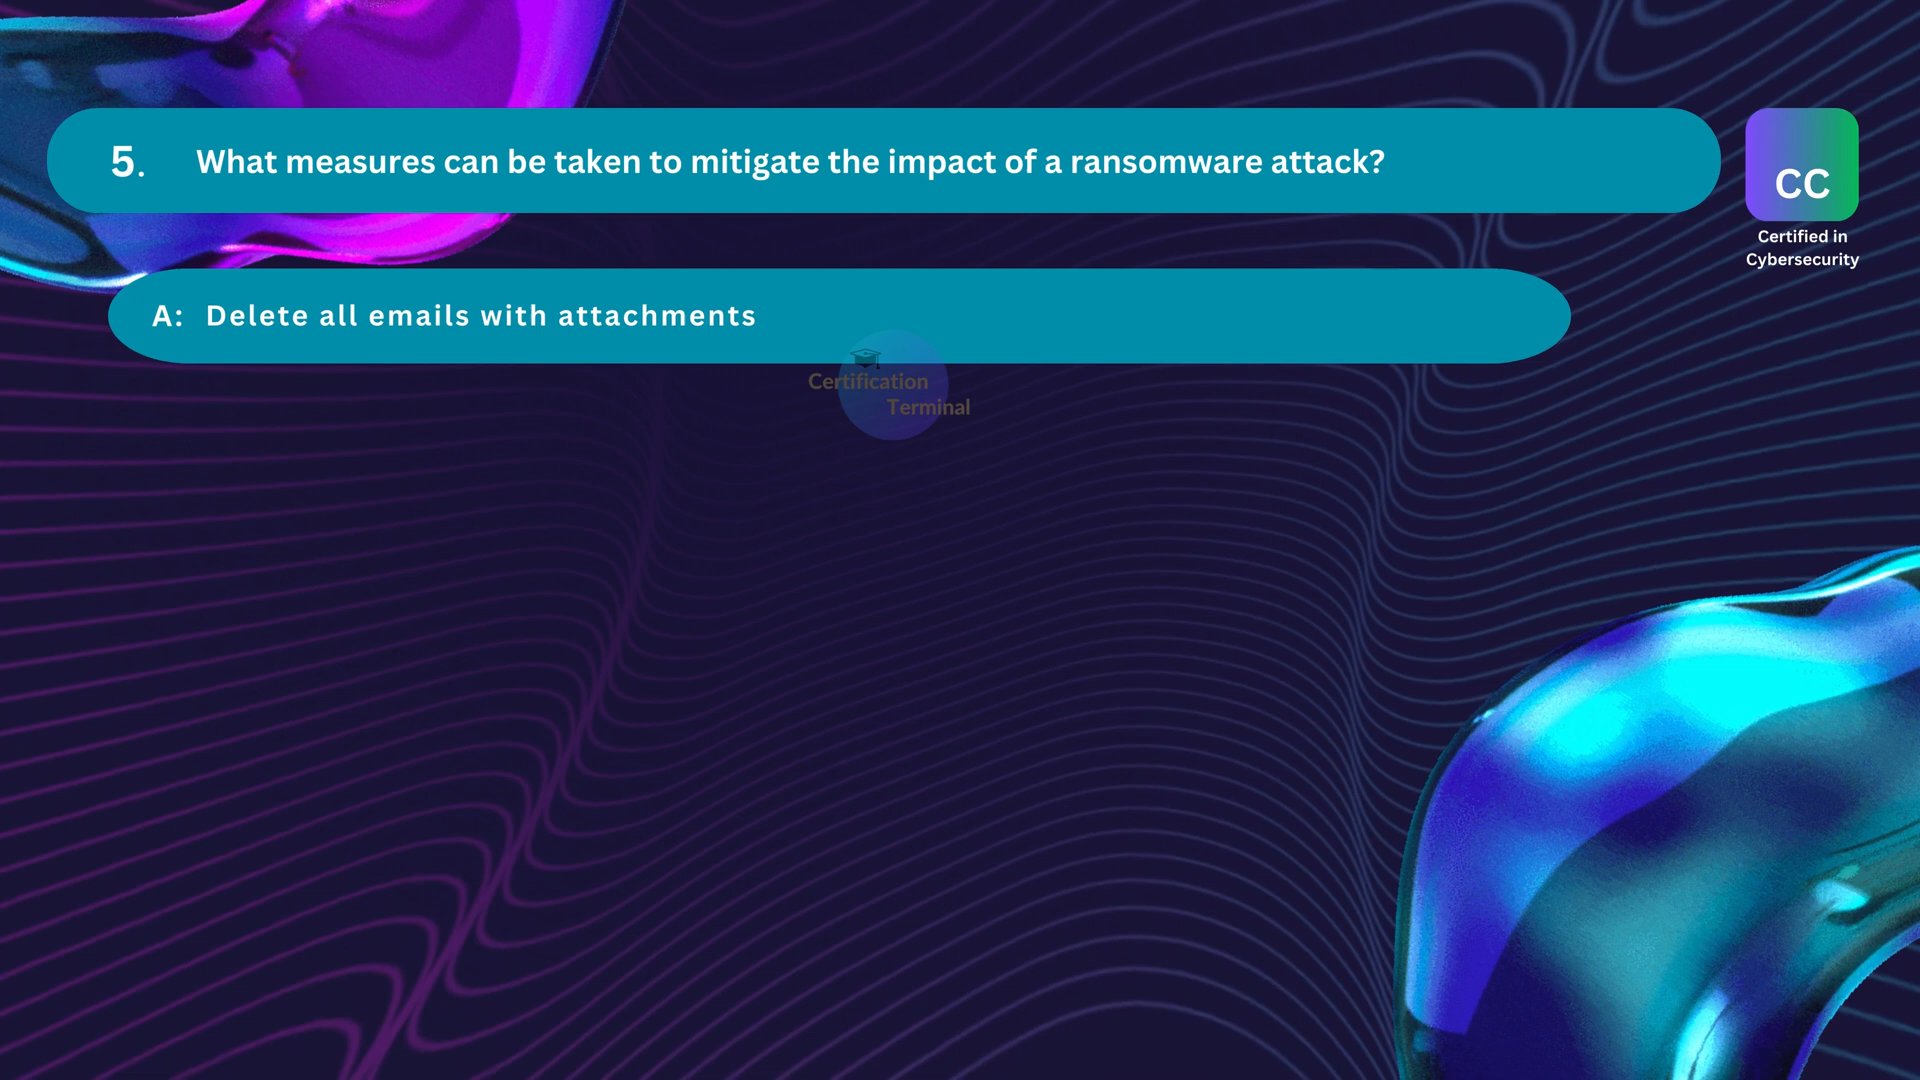 5. What measures can be taken to mitigate the impact of a ransomware attack?
CC
Certified in
Cybersecurity
A: Delete all emails with attachments
Certification
Terminal